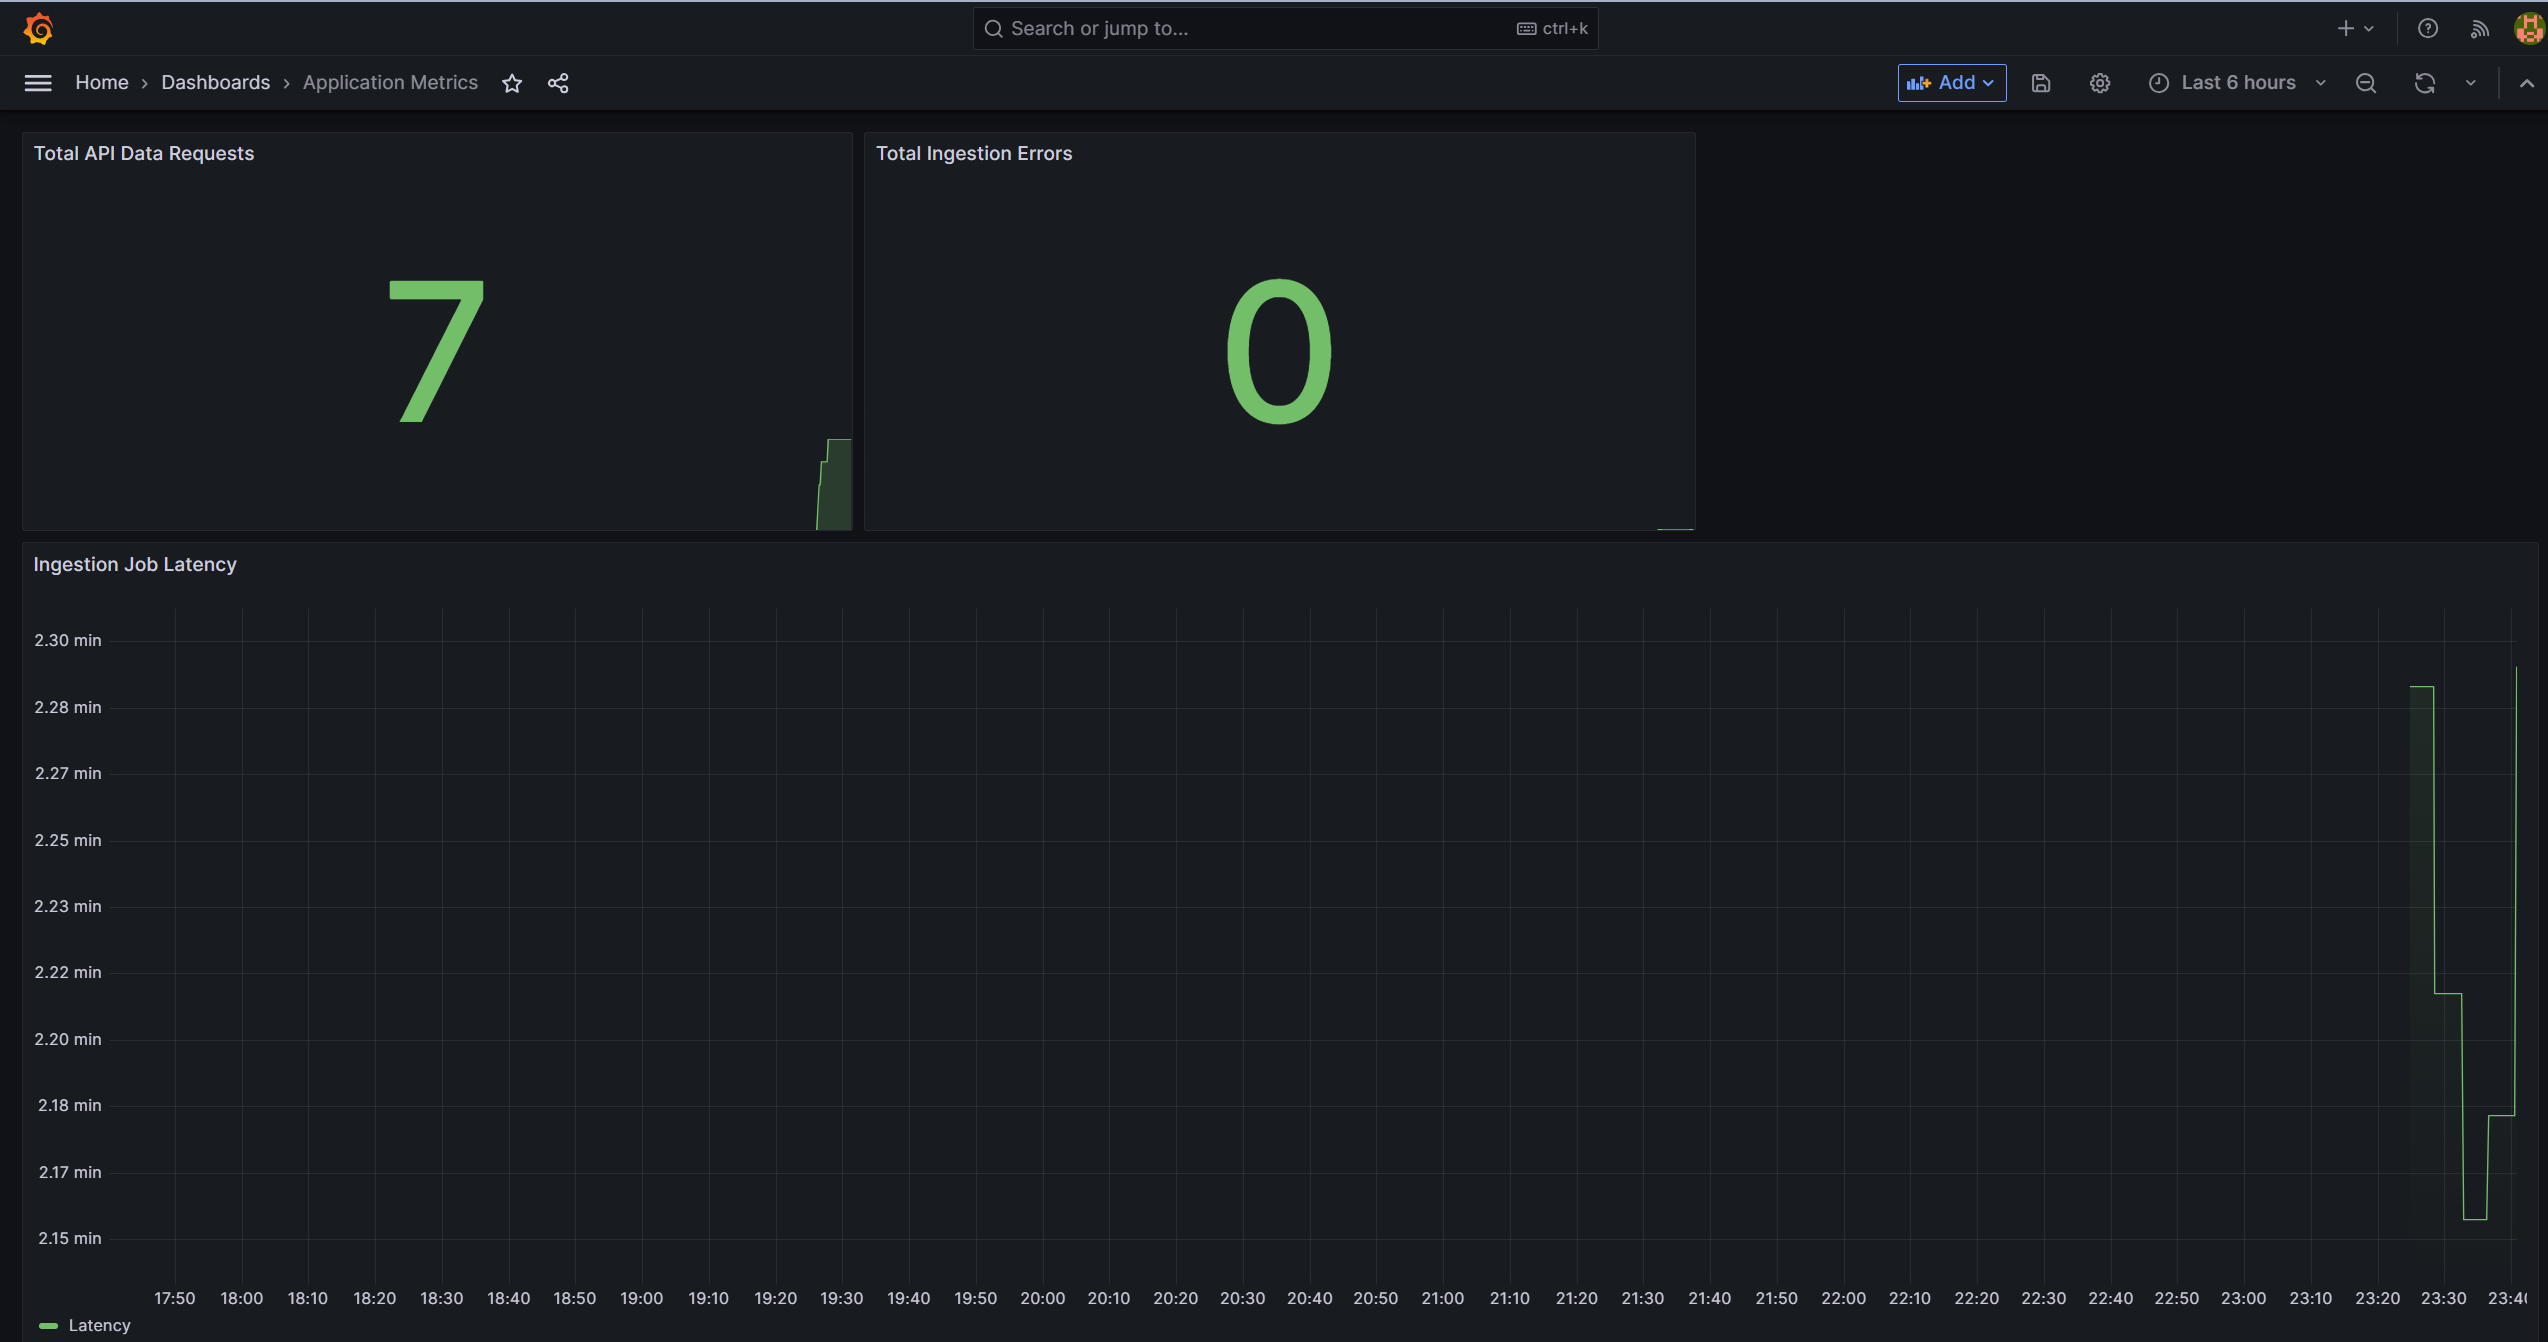 Search or jump to... ctrl+k
Home › Dashboards › Application Metrics Add Last 6 hours
Total API Data Requests
7
Total Ingestion Errors
0
Ingestion Job Latency
2.30 min
2.28 min
2.27 min
2.25 min
2.23 min
2.22 min
2.20 min
2.18 min
2.17 min
2.15 min
17:50 18:00 18:10 18:20 18:30 18:40 18:50 19:00 19:10 19:20 19:30 19:40 19:50 20:00 20:10 20:20 20:30 20:40 20:50 21:00 21:10 21:20 21:30 21:40 21:50 22:00 22:10 22:20 22:30 22:40 22:50 23:00 23:10 23:20 23:30 23:40
Latency